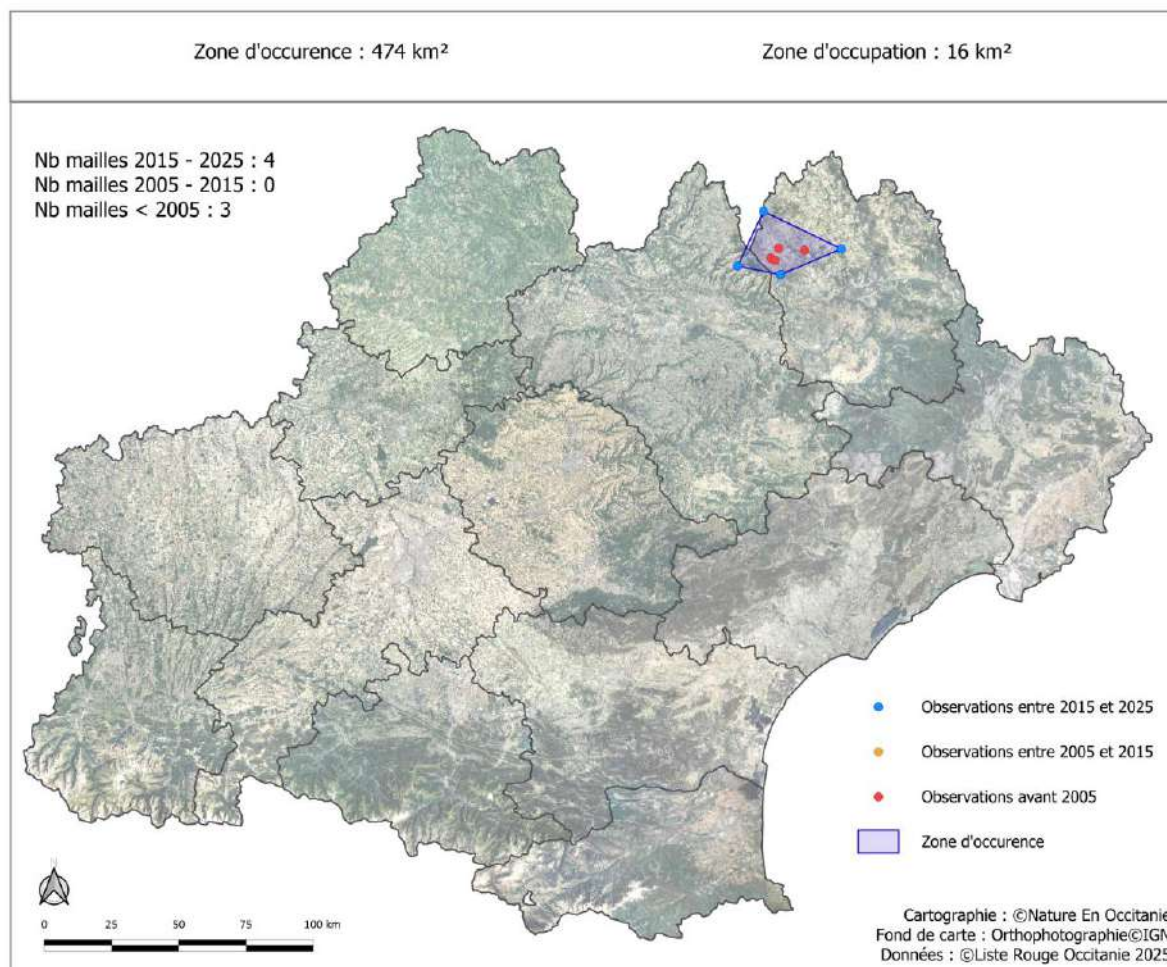 Zone d'occurence : 474 km²
Zone d'occupation : 16 km²
Nb mailles 2015 - 2025 : 4
Nb mailles 2005 - 2015 : 0
Nb mailles < 2005 : 3
Observations entre 2015 et 2025
Observations entre 2005 et 2015
Observations avant 2005
Zone d'occurence
N
0 25 50 75 100 km
Cartographie : ©Nature En Occitanie
Fond de carte : Orthophotographie©IGN
Données : ©Liste Rouge Occitanie 2025